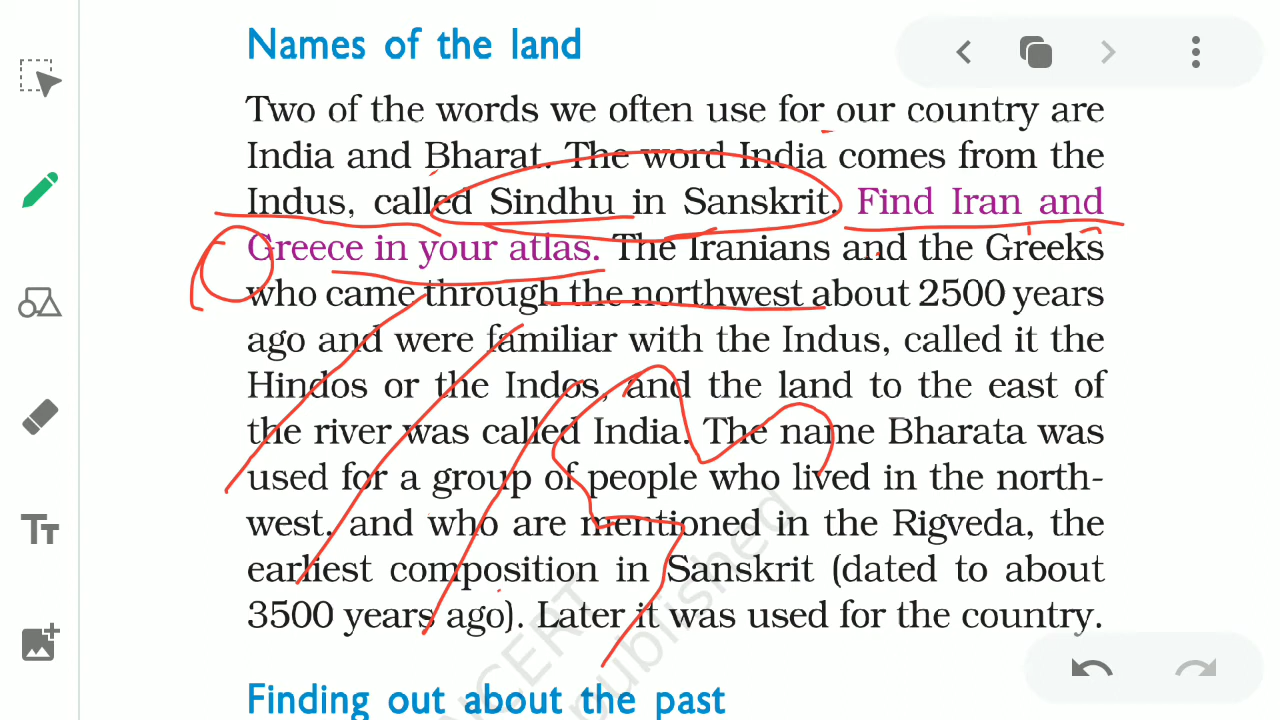 Names of the land
Two of the words we often use for our country are
India and Bharat. The word India comes from the
Indus, called Sindhu in Sanskrit. Find Iran and
Greece in your atlas. The Iranians and the Greeks
who came through the northwest about 2500 years
ago and were familiar with the Indus, called it the
Hindos or the Indos, and the land to the east of
the river was called India. The name Bharata was
used for a group of people who lived in the north-
west, and who are mentioned in the Rigveda, the
earliest composition in Sanskrit (dated to about
3500 years ago). Later it was used for the country.
Finding out about the past
NCERT
published
Tт